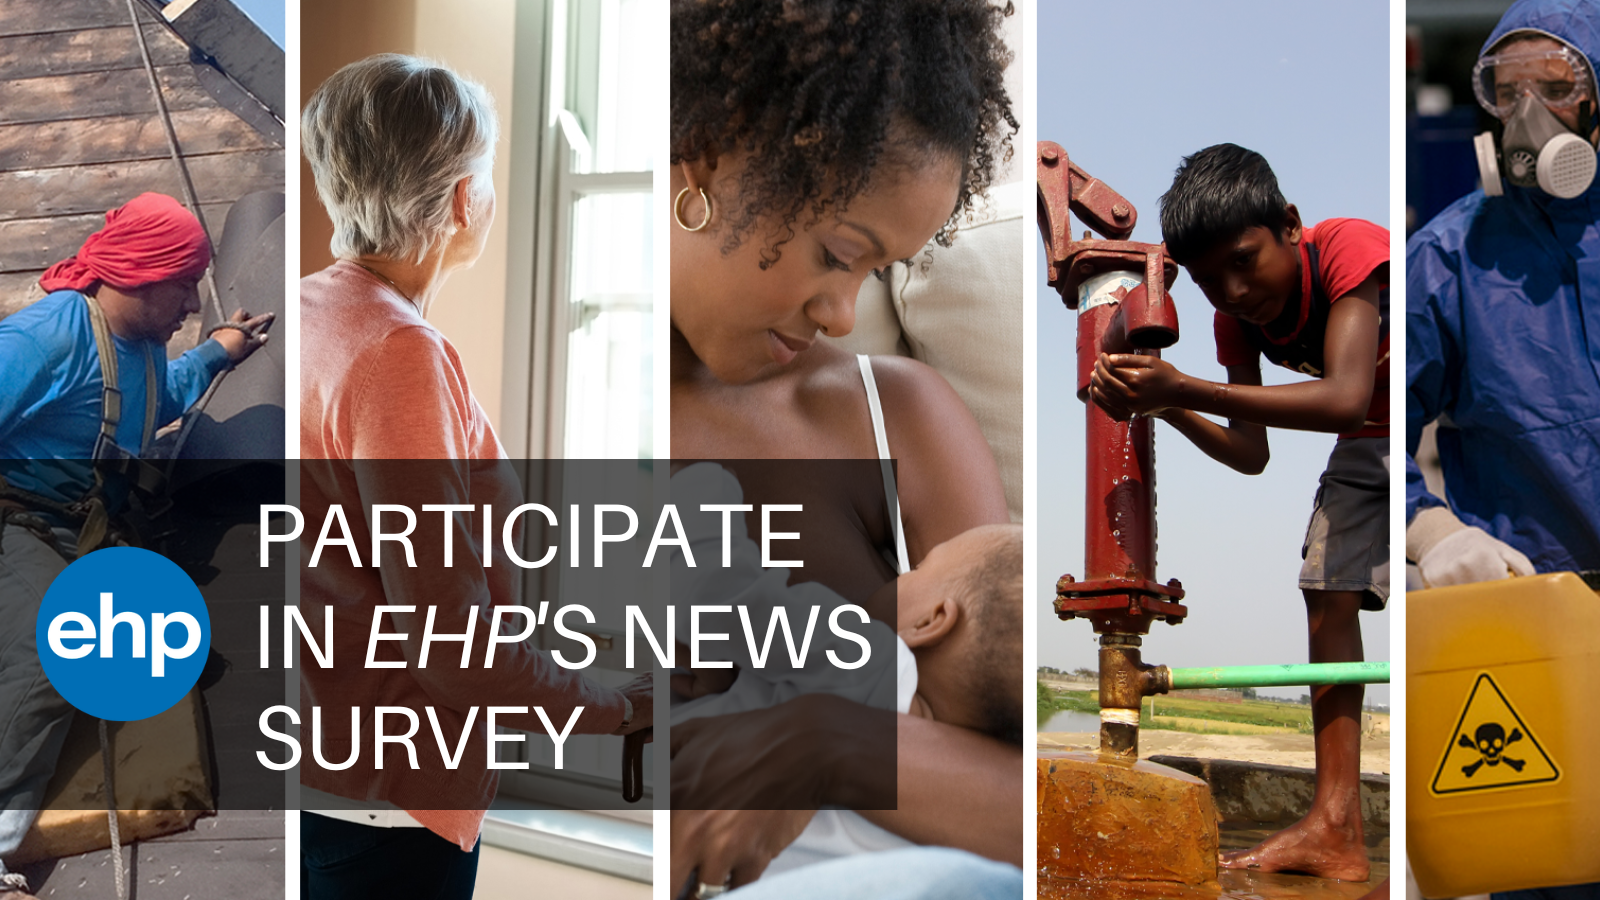 ehp
PARTICIPATE
IN EHP'S NEWS
SURVEY